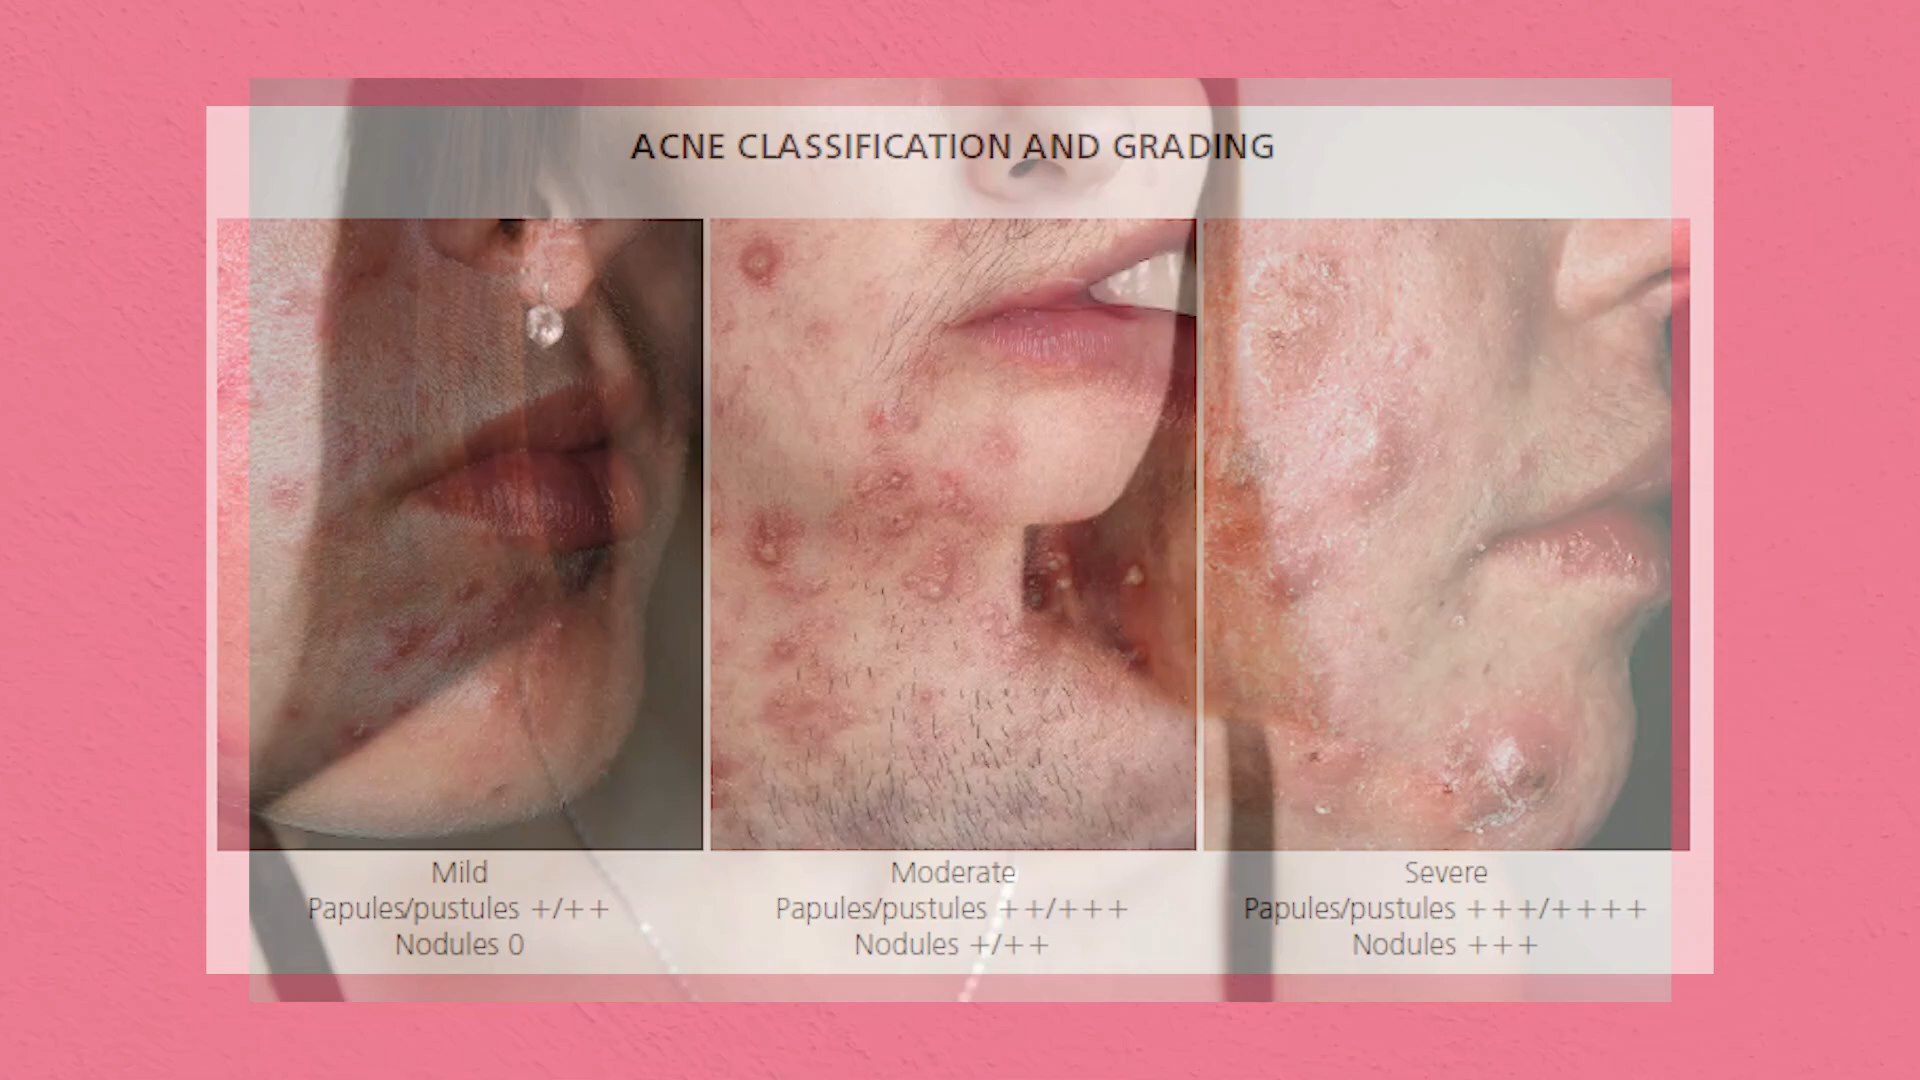 ACNE CLASSIFICATION AND GRADING
Mild
Papules/pustules +/++
Nodules 0
Moderate
Papules/pustules ++/+++
Nodules +/++
Severe
Papules/pustules +++/++++
Nodules +++